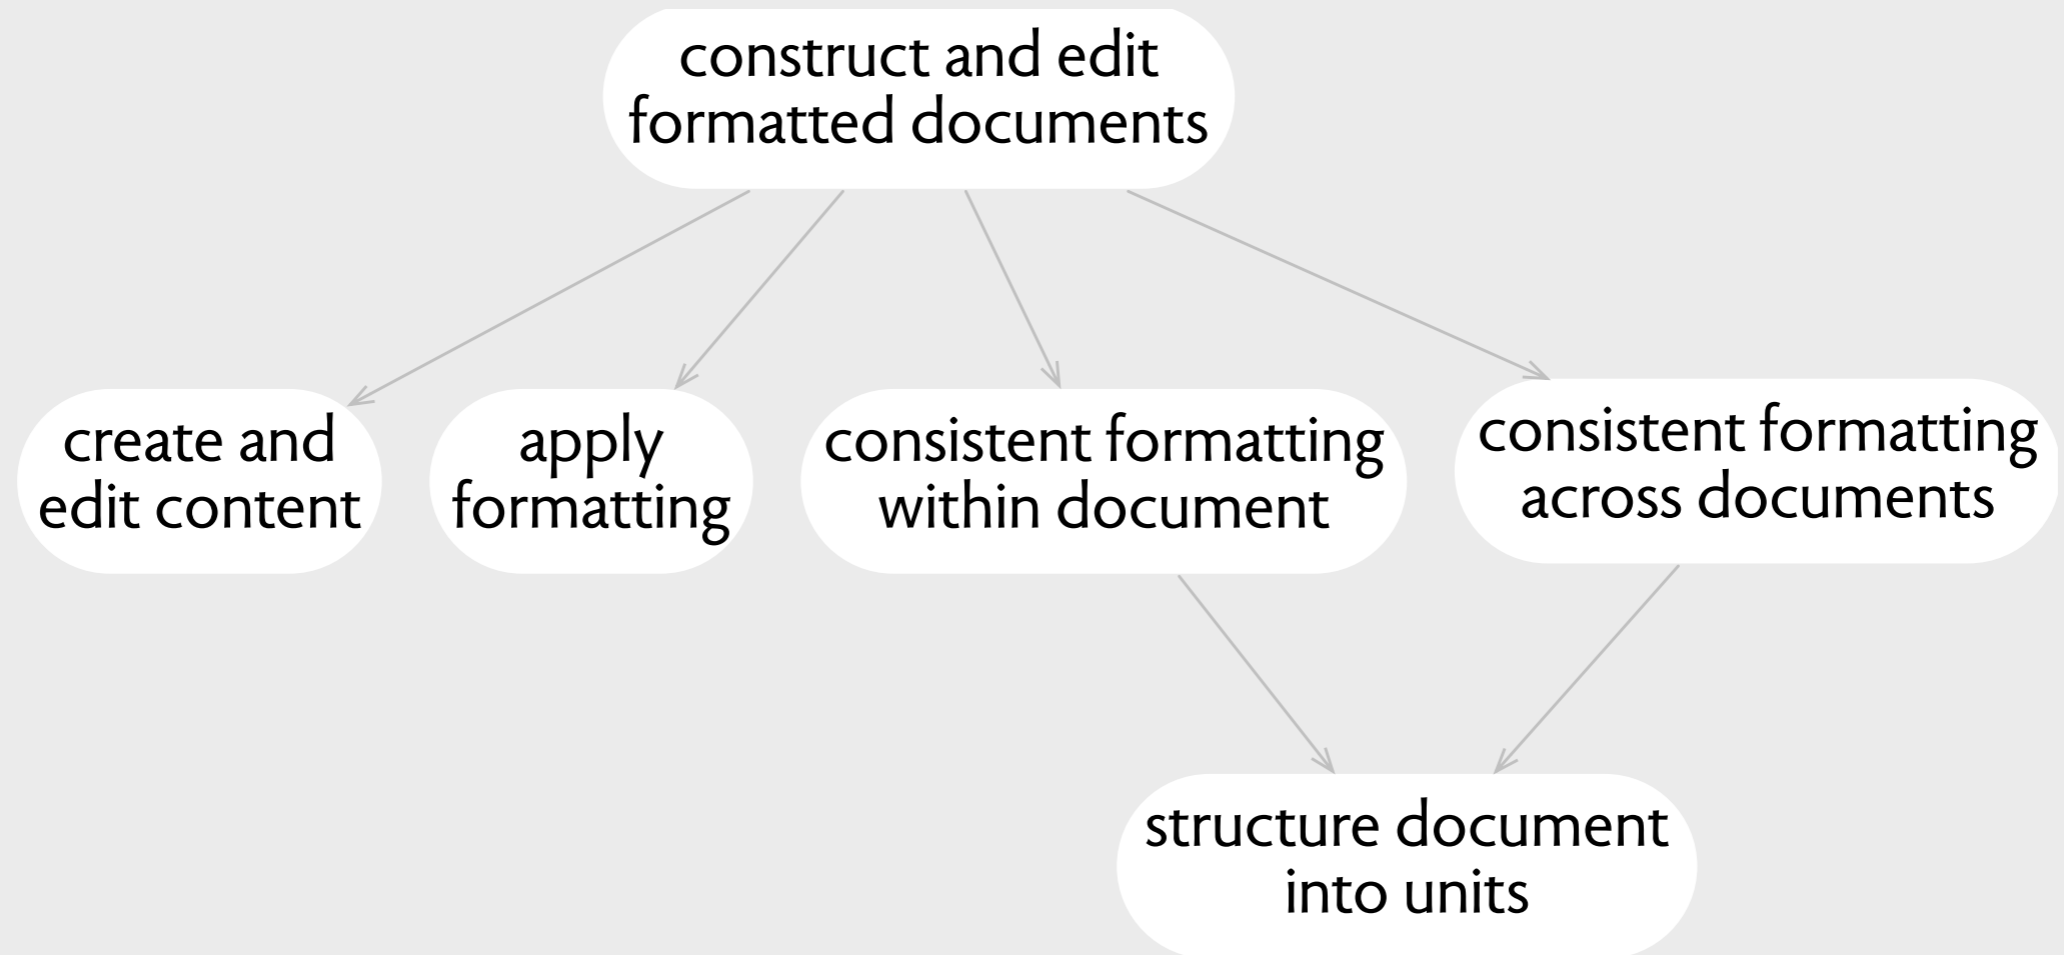 construct and edit
formatted documents
create and
edit content
apply
formatting
consistent formatting
within document
consistent formatting
across documents
structure document
into units